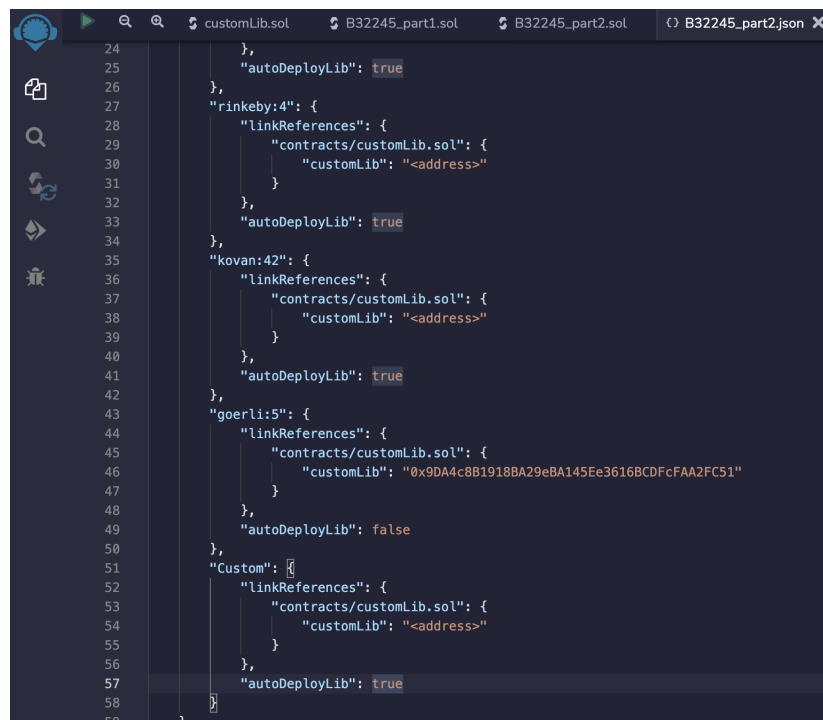 customLib.sol B32245_part1.sol B32245_part2.sol {} B32245_part2.json
24 },
25 "autoDeployLib": true
26 },
27 "rinkeby:4": {
28 "linkReferences": {
29 "contracts/customLib.sol": {
30 "customLib": "<address>"
31 }
32 },
33 "autoDeployLib": true
34 },
35 "kovan:42": {
36 "linkReferences": {
37 "contracts/customLib.sol": {
38 "customLib": "<address>"
39 }
40 },
41 "autoDeployLib": true
42 },
43 "goerli:5": {
44 "linkReferences": {
45 "contracts/customLib.sol": {
46 "customLib": "0x9DA4c8B1918BA29eBA145Ee3616BCDFcFAA2FC51"
47 }
48 },
49 "autoDeployLib": false
50 },
51 "Custom": {
52 "linkReferences": {
53 "contracts/customLib.sol": {
54 "customLib": "<address>"
55 }
56 },
57 "autoDeployLib": true
58 }